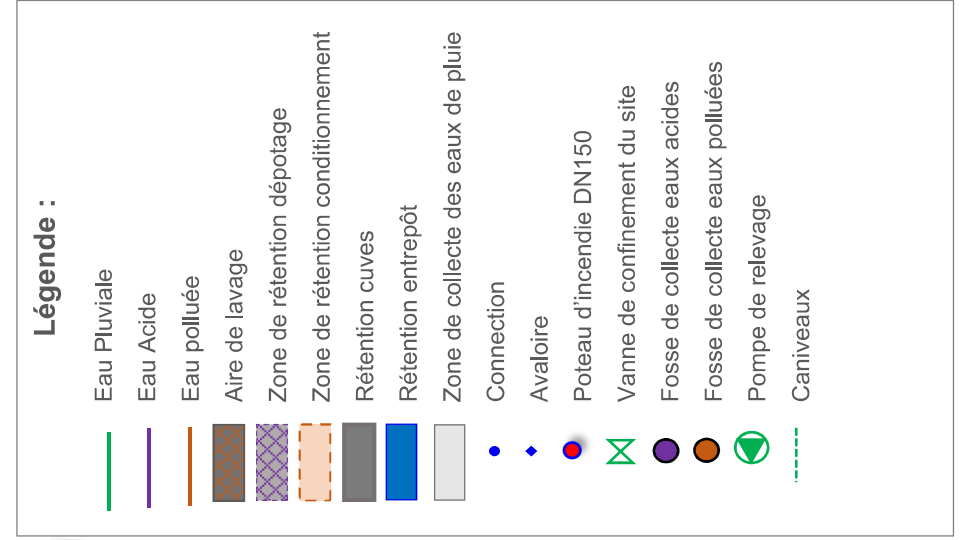 Légende :
Eau Pluviale
Eau Acide
Eau polluée
Aire de lavage
Zone de rétention dépotage
Zone de rétention conditionnement
Rétention cuves
Rétention entrepôt
Zone de collecte des eaux de pluie
Connection
Avaloire
Poteau d'incendie DN150
Vanne de confinement du site
Fosse de collecte eaux acides
Fosse de collecte eaux polluées
Pompe de relevage
Caniveaux